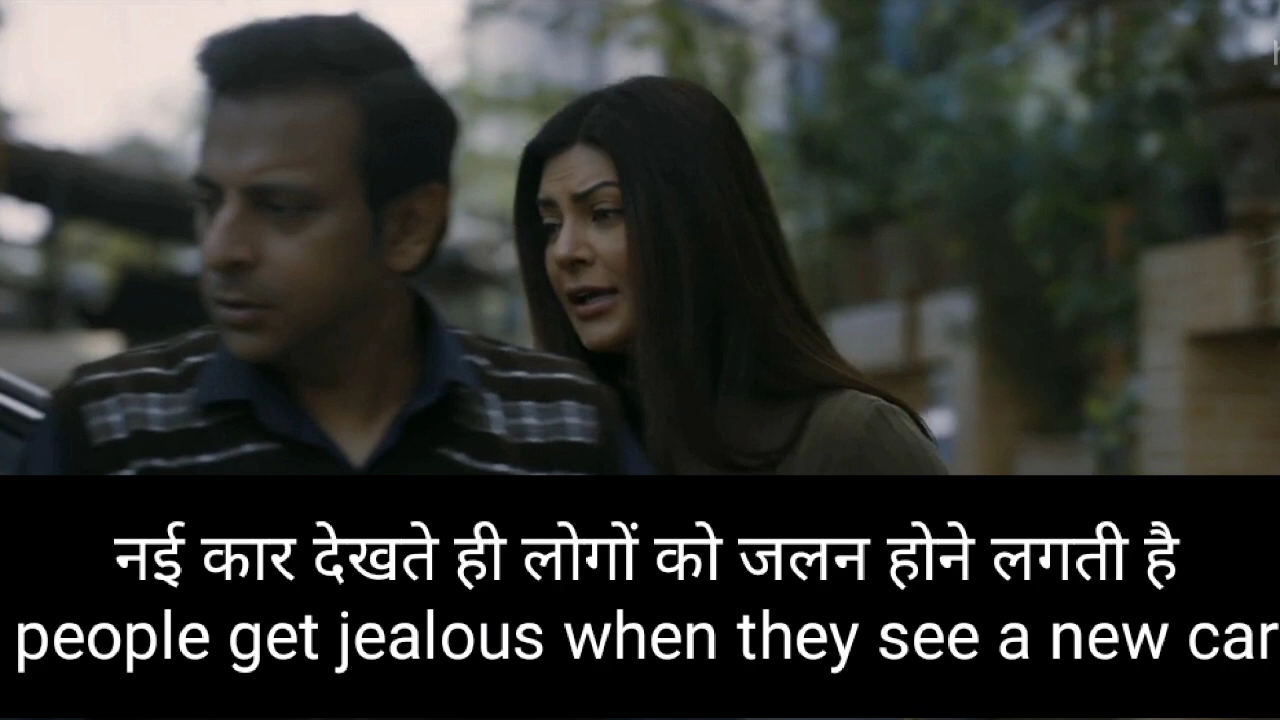 नई कार देखते ही लोगों को जलन होने लगती है
people get jealous when they see a new car